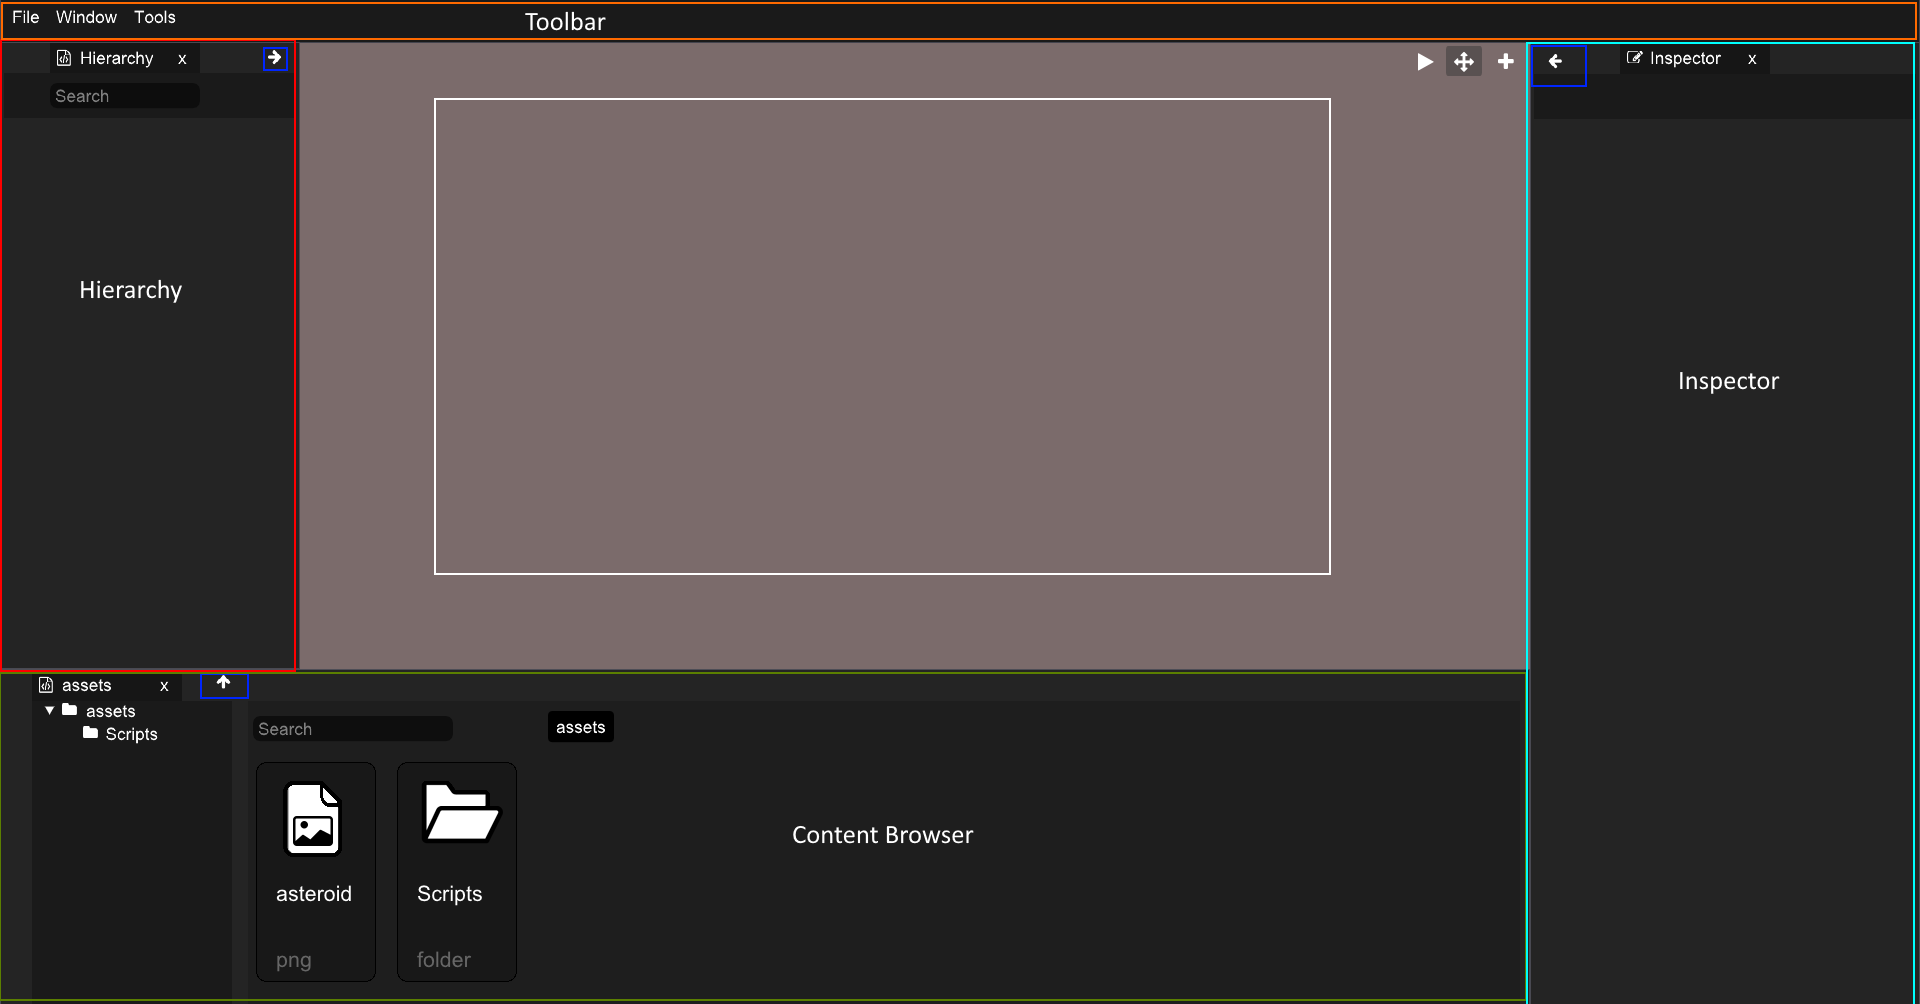 File Window Tools
Toolbar
Hierarchy x
Inspector x
Search
Hierarchy
Inspector
assets x
assets
Scripts
Search
assets
asteroid
png
Scripts
folder
Content Browser